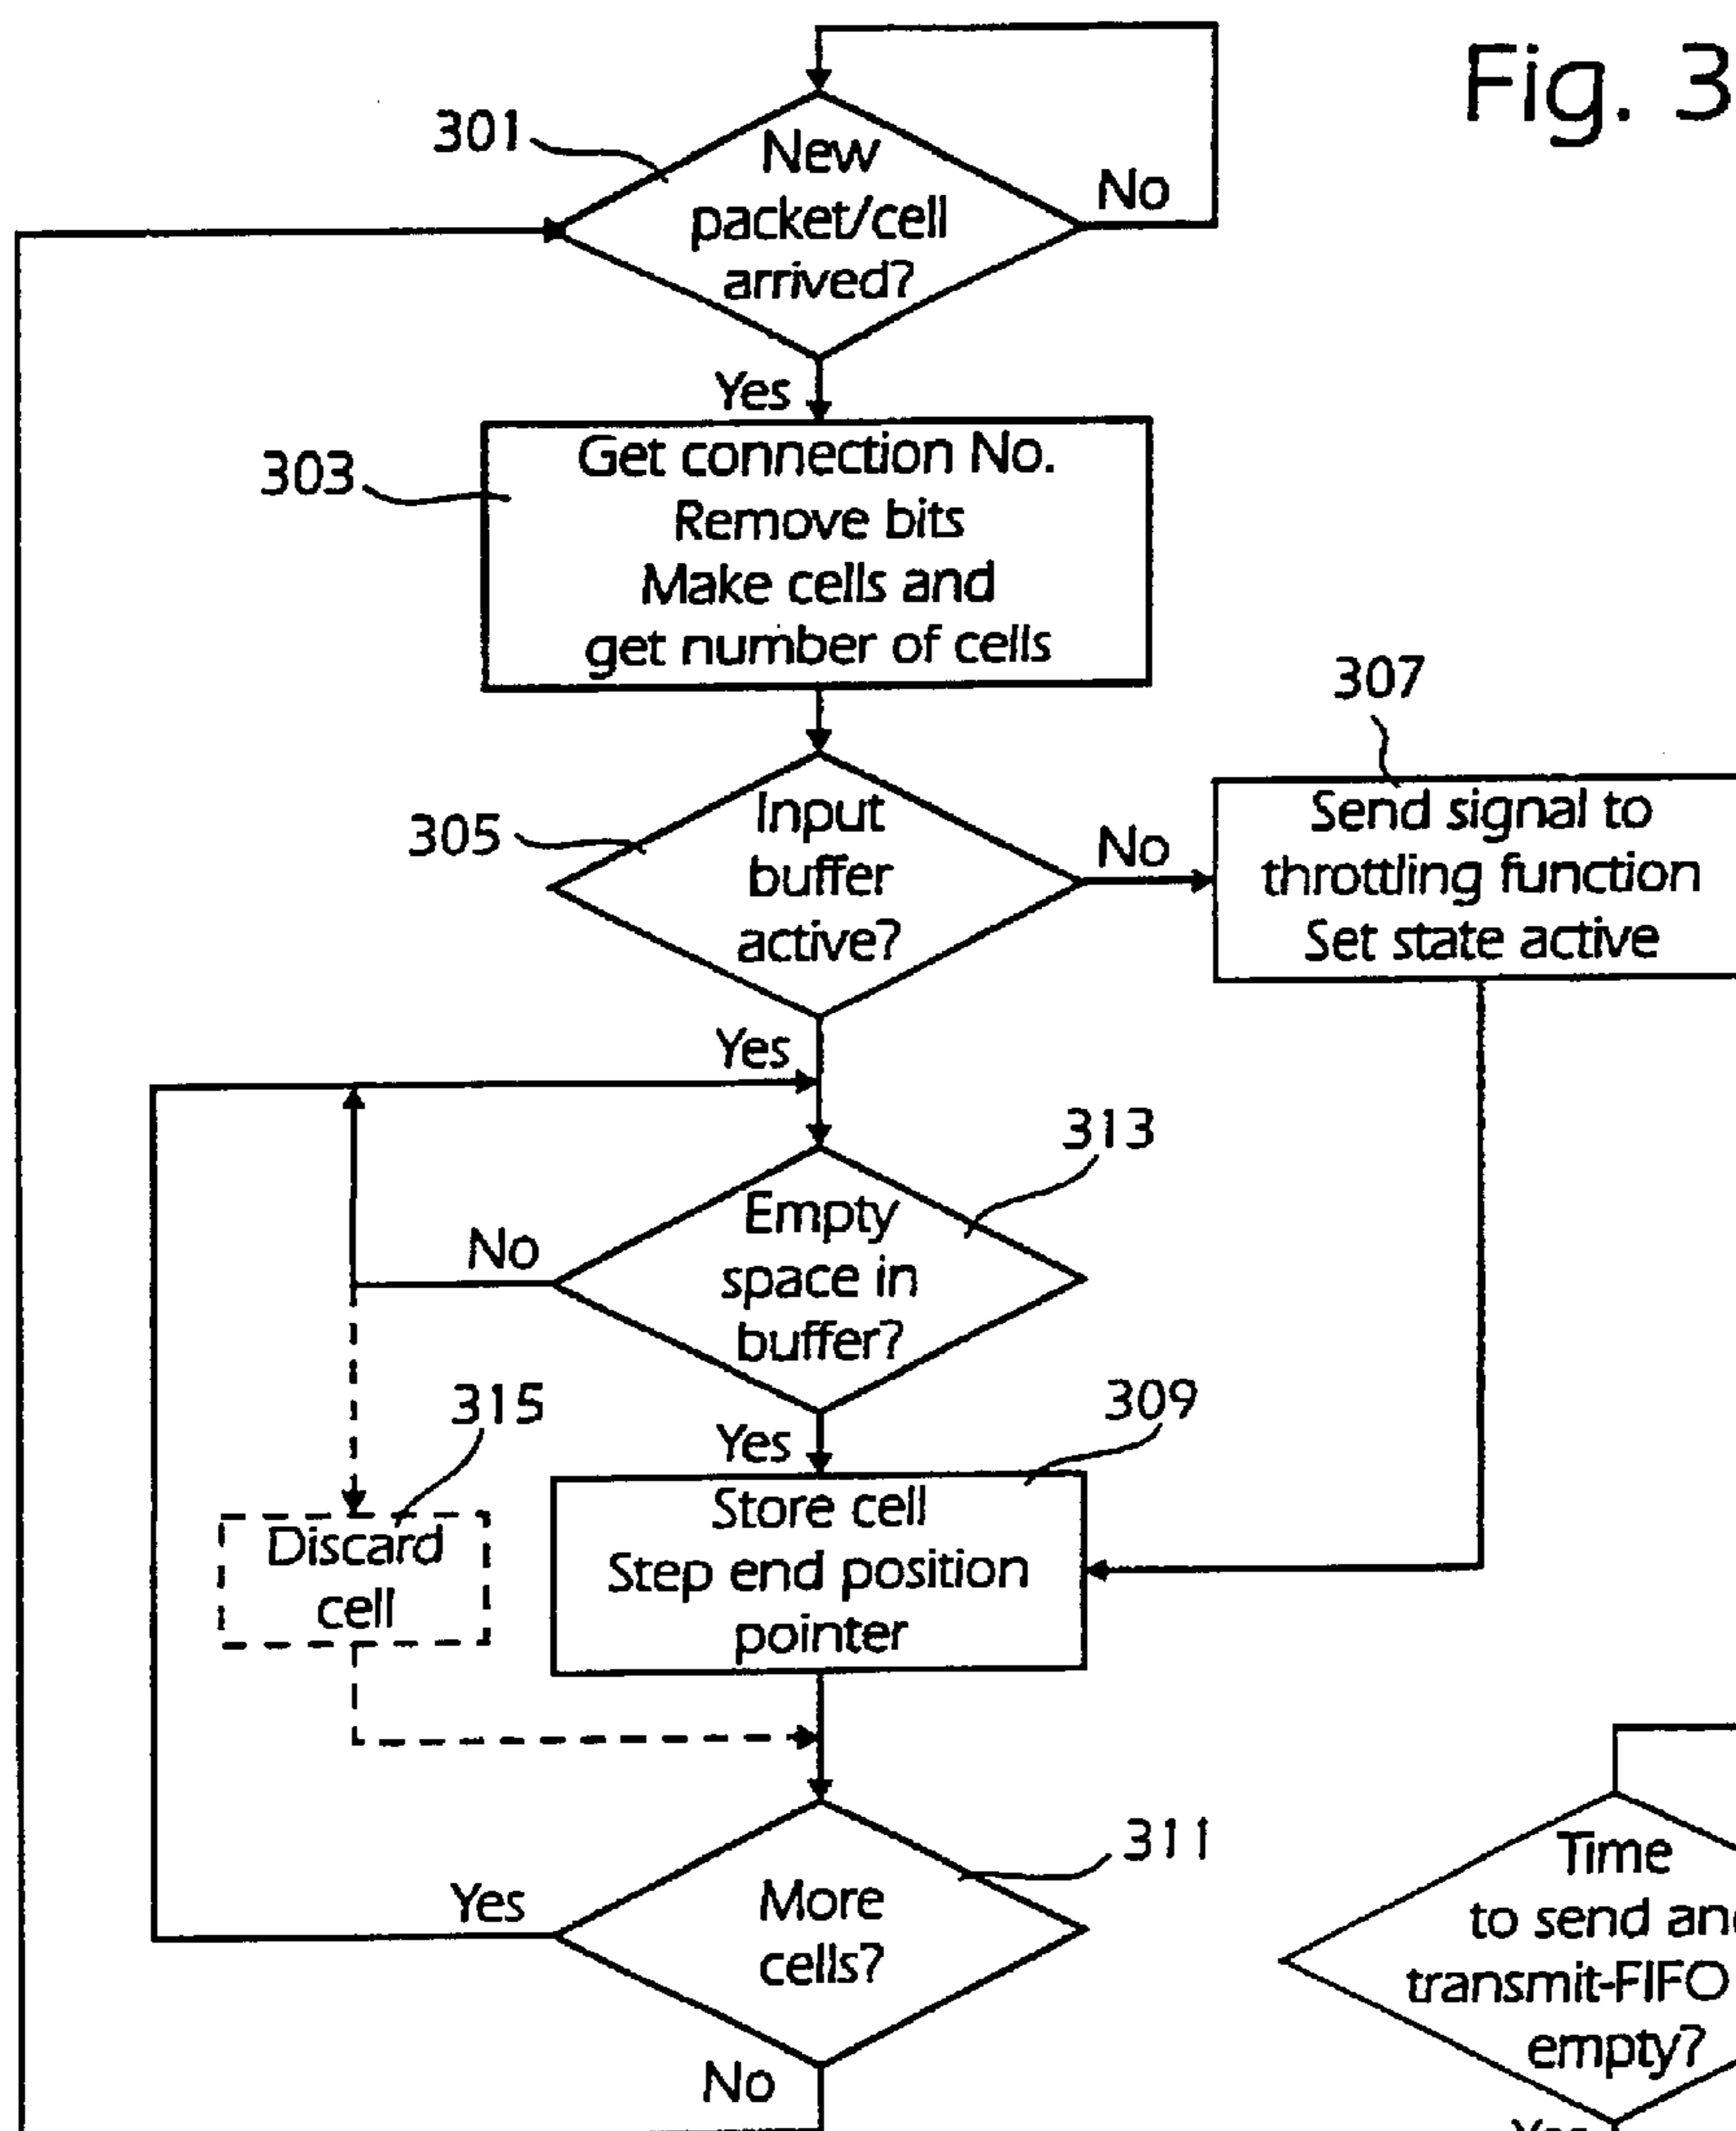 Fig. 3
301
New
packet/cell
arrived?
No
Yes
303
Get connection No.
Remove bits
Make cells and
get number of cells
305
Input
buffer
active?
No
307
Send signal to
throttling function
Set state active
Yes
313
Empty
space in
buffer?
No
Yes
315
Discard
cell
309
Store cell
Step end position
pointer
311
More
cells?
Yes
No
Time
to send and
transmit-FIFO
empty?
Yes